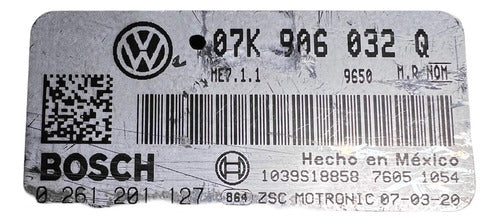 VW 07K 906 032 Q
ME7.1.1 9650 M.R NOM
BOSCH
Hecho en México
1039S18858 7605 1054
0 261 201 127 864 ZSC MOTRONIC 07-03-20